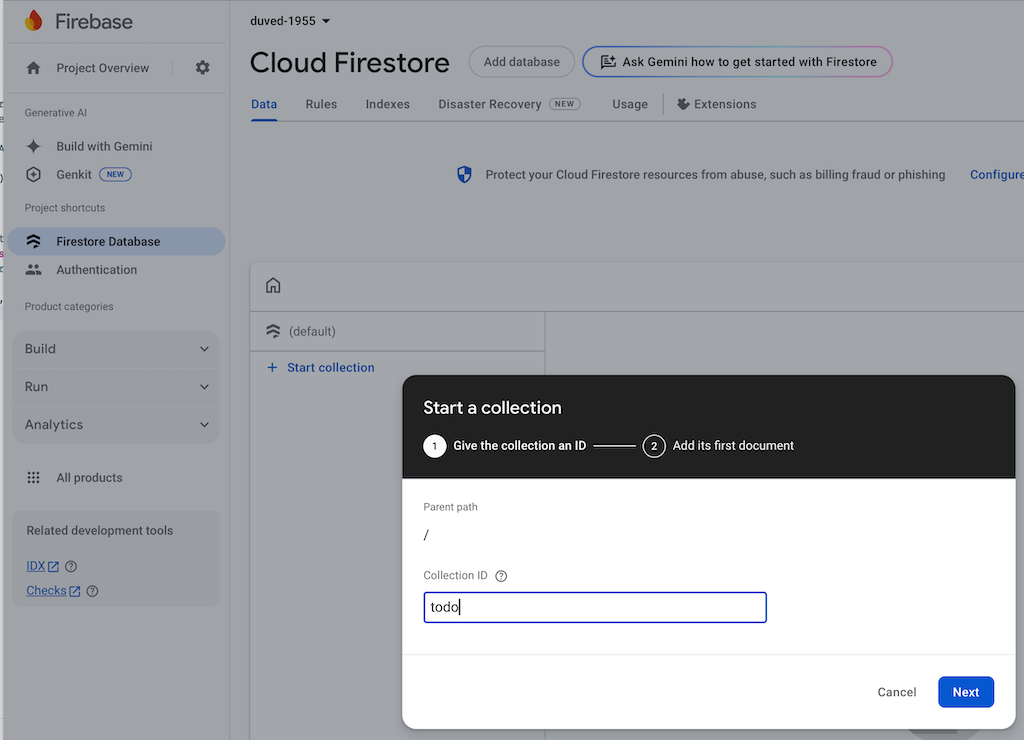 Firebase
Project Overview
Generative AI
Build with Gemini
Genkit NEW
Project shortcuts
Firestore Database
Authentication
Product categories
Build
Run
Analytics
All products
Related development tools
IDX
Checks
duved-1955
Cloud Firestore Add database Ask Gemini how to get started with Firestore
Data Rules Indexes Disaster Recovery NEW Usage Extensions
Protect your Cloud Firestore resources from abuse, such as billing fraud or phishing Configure
(default)
+ Start collection
Start a collection
1 Give the collection an ID 2 Add its first document
Parent path
/
Collection ID
todo
Cancel Next